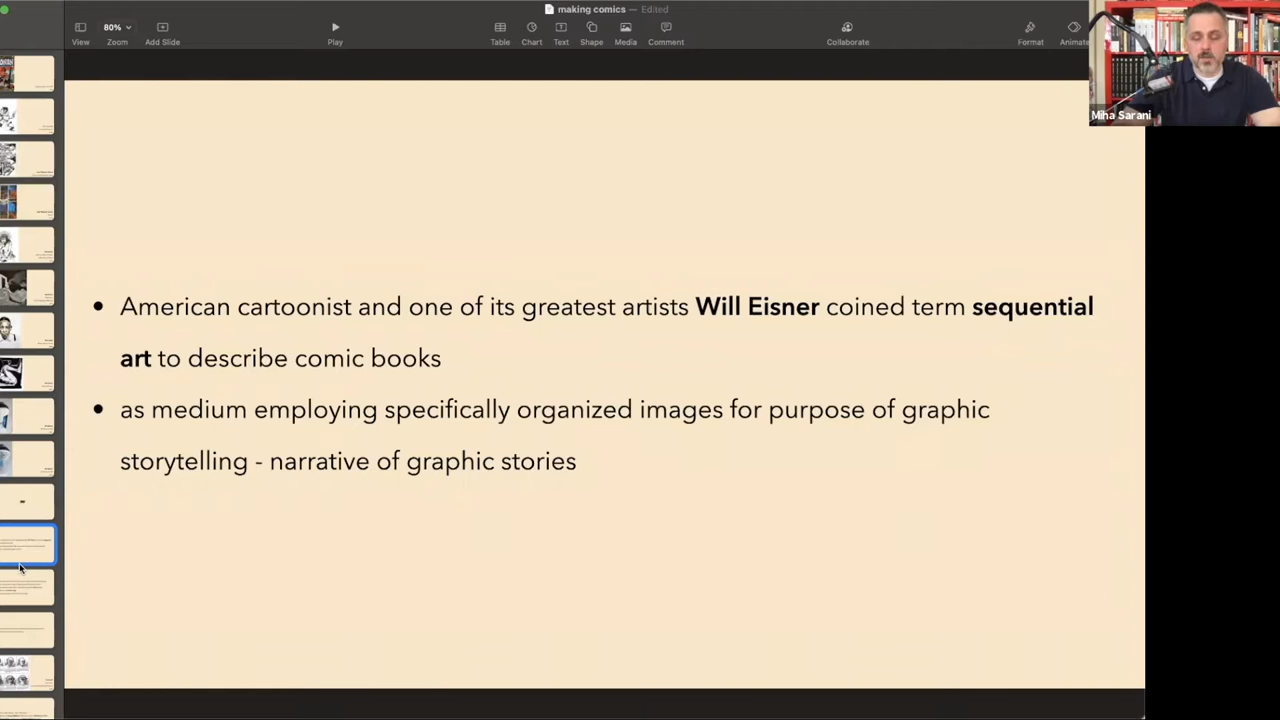 making comics — Edited
80%
View
Zoom
Add Slide
Play
Table
Chart
Text
Shape
Media
Comment
Collaborate
Format
Animate
Miha Sarani
• American cartoonist and one of its greatest artists Will Eisner coined term sequential
art to describe comic books
• as medium employing specifically organized images for purpose of graphic
storytelling - narrative of graphic stories